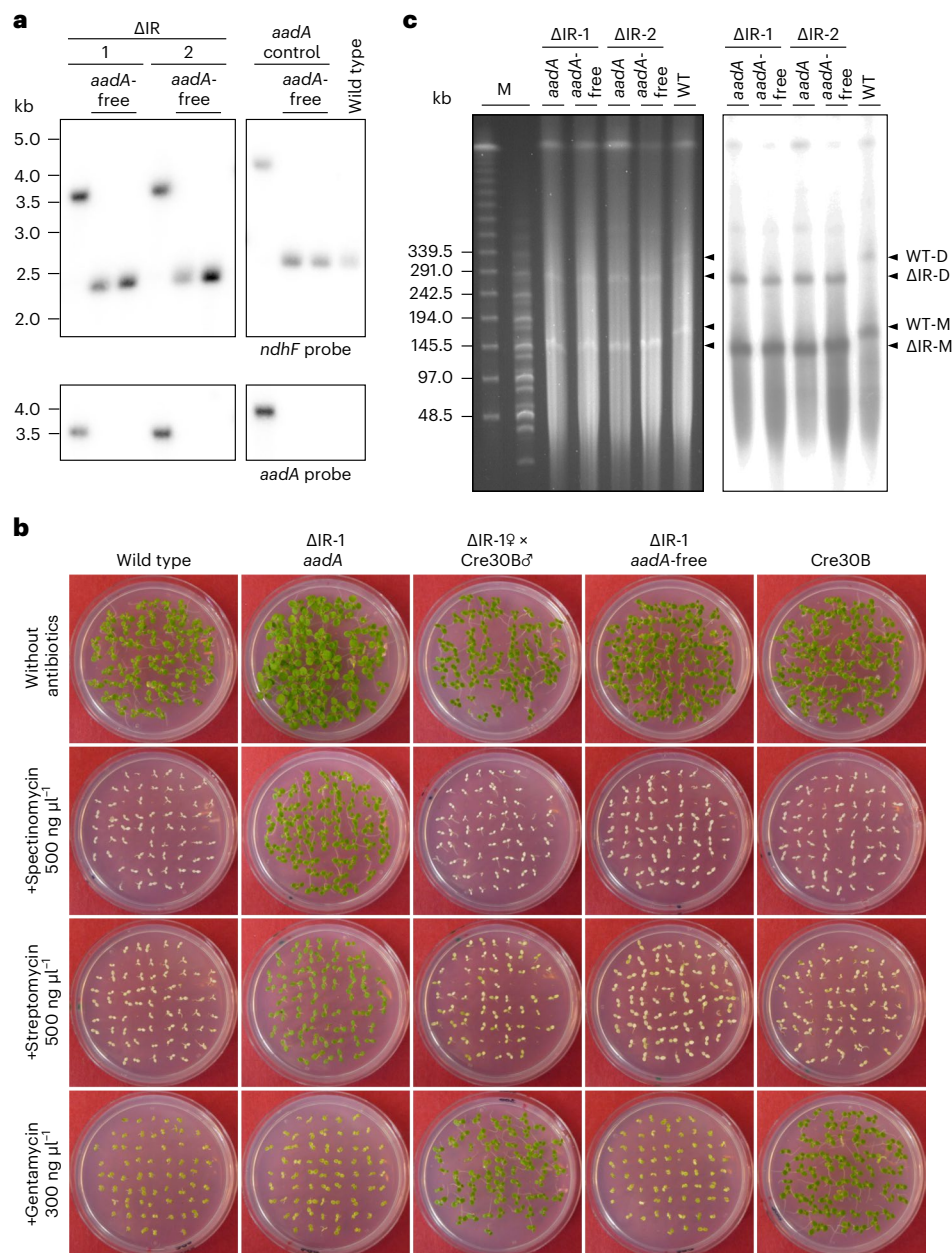 a
ΔIR
1 2
aadA-
free
aadA-
free
aadA
control
aadA-
free
Wild type
kb
5.0
4.0
3.5
3.0
2.5
2.0
ndhF probe
4.0
3.5
aadA probe
c
ΔIR-1 ΔIR-2
kb
M
aadA
aadA-
free
aadA
aadA-
free
WT
339.5
291.0
242.5
194.0
145.5
97.0
48.5
ΔIR-1 ΔIR-2
aadA
aadA-
free
aadA
aadA-
free
WT
WT-D
ΔIR-D
WT-M
ΔIR-M
b
Wild type
ΔIR-1
aadA
ΔIR-1♀ ×
Cre30B♂
ΔIR-1
aadA-free
Cre30B
Without
antibiotics
+Spectinomycin
500 ng µl⁻¹
+Streptomycin
500 ng µl⁻¹
+Gentamycin
300 ng µl⁻¹